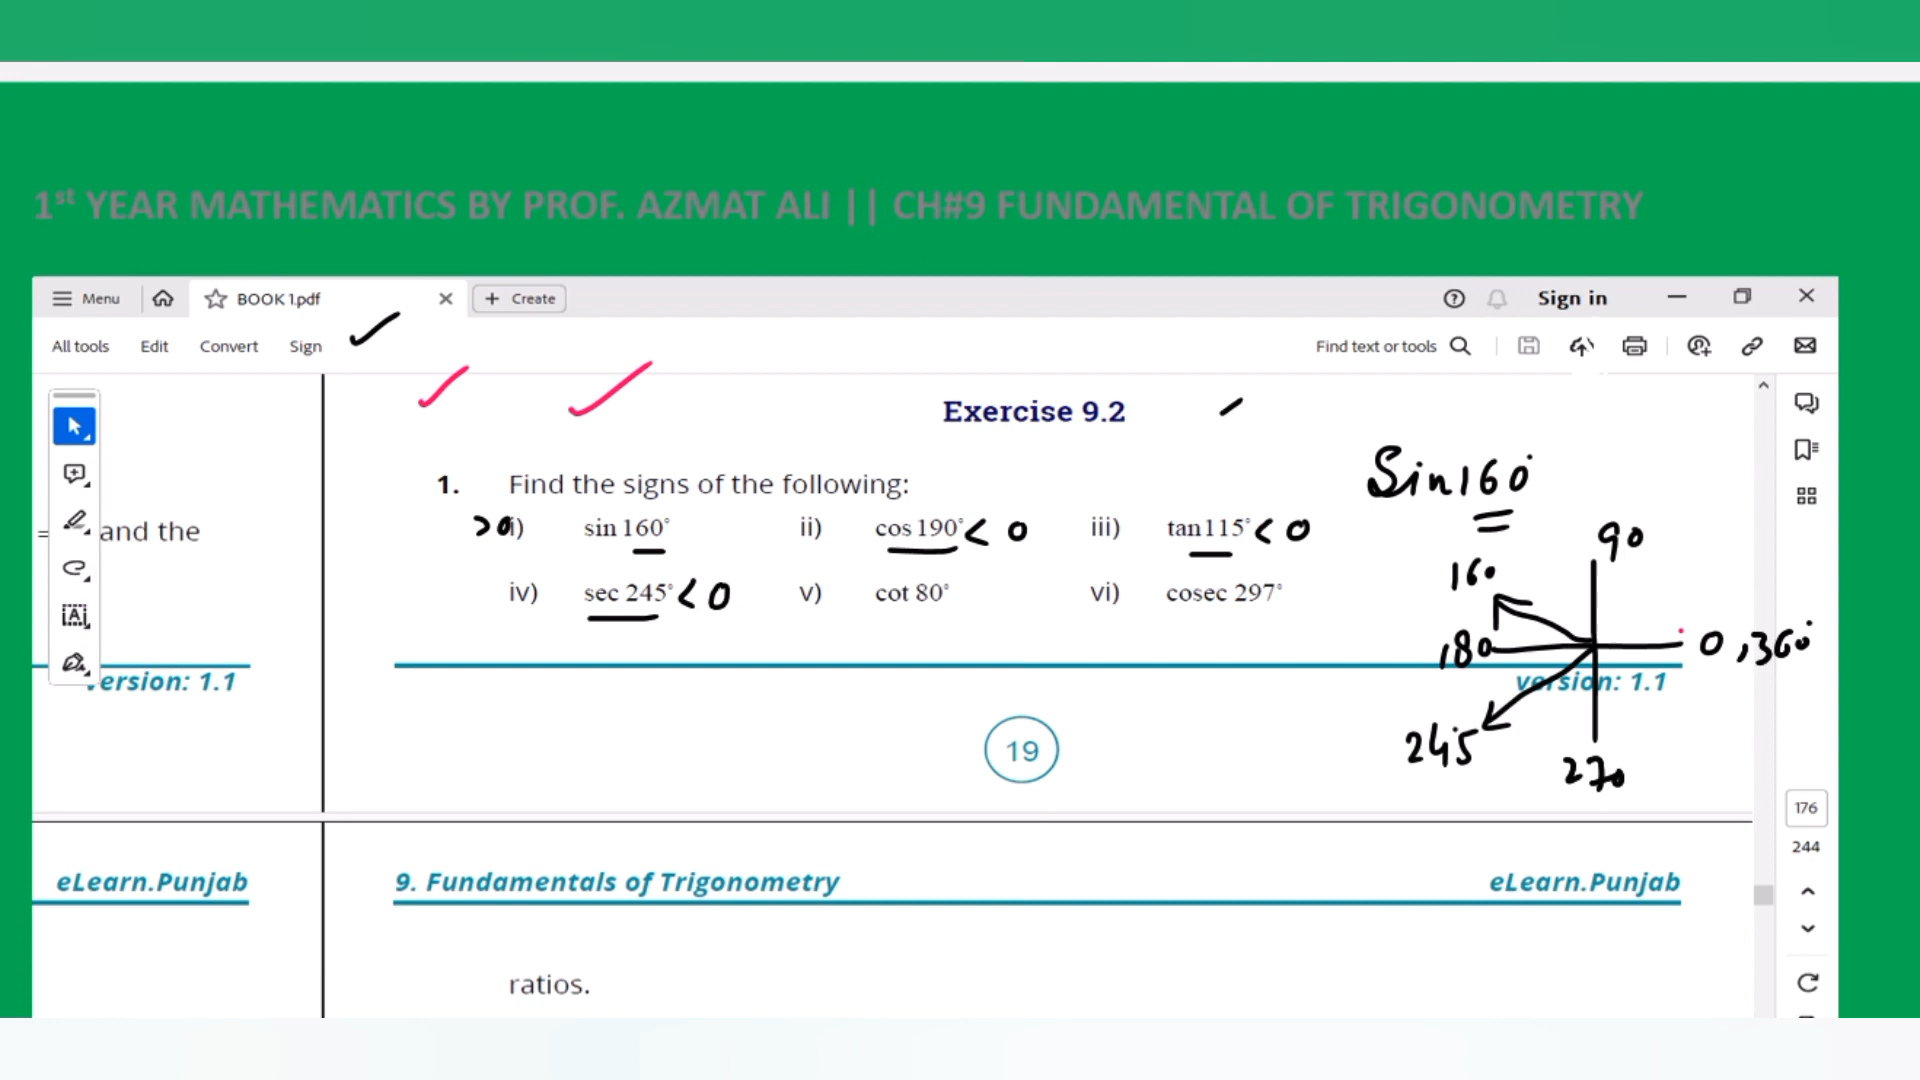 1st YEAR MATHEMATICS BY PROF. AZMAT ALI || CH#9 FUNDAMENTAL OF TRIGONOMETRY
Menu BOOK 1.pdf + Create Sign in
All tools Edit Convert Sign Find text or tools
Exercise 9.2
Sin160°
1. Find the signs of the following:
>0 i) sin 160° ii) cos 190° < 0 iii) tan 115° < 0
iv) sec 245° < 0 v) cot 80° vi) cosec 297°
90
160
180
0,360°
245
270
= and the
version: 1.1
version: 1.1
19
176
244
eLearn.Punjab
9. Fundamentals of Trigonometry
eLearn.Punjab
ratios.